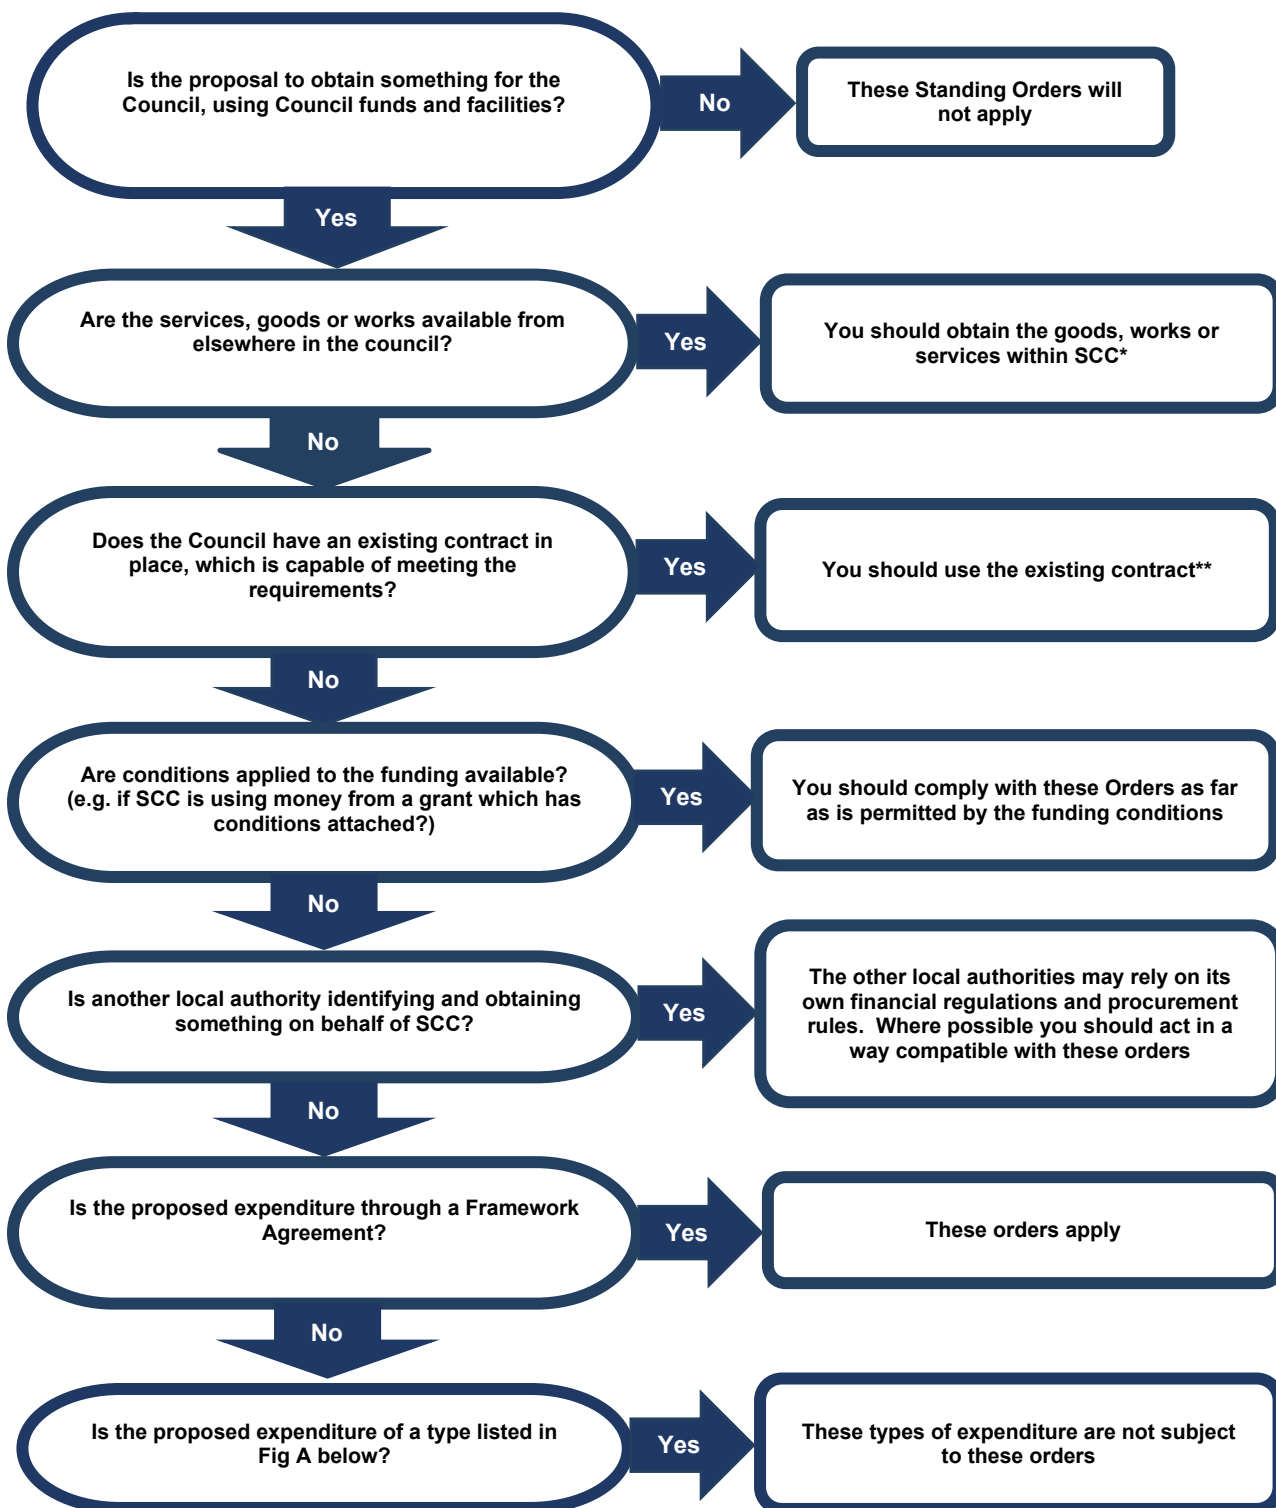 Is the proposal to obtain something for the
Council, using Council funds and facilities?
No
These Standing Orders will
not apply
Yes
Are the services, goods or works available from
elsewhere in the council?
Yes
You should obtain the goods, works or
services within SCC*
No
Does the Council have an existing contract in
place, which is capable of meeting the
requirements?
Yes
You should use the existing contract**
No
Are conditions applied to the funding available?
(e.g. if SCC is using money from a grant which has
conditions attached?)
Yes
You should comply with these Orders as far
as is permitted by the funding conditions
No
Is another local authority identifying and obtaining
something on behalf of SCC?
Yes
The other local authorities may rely on its
own financial regulations and procurement
rules.  Where possible you should act in a
way compatible with these orders
No
Is the proposed expenditure through a Framework
Agreement?
Yes
These orders apply
No
Is the proposed expenditure of a type listed in
Fig A below?
Yes
These types of expenditure are not subject
to these orders